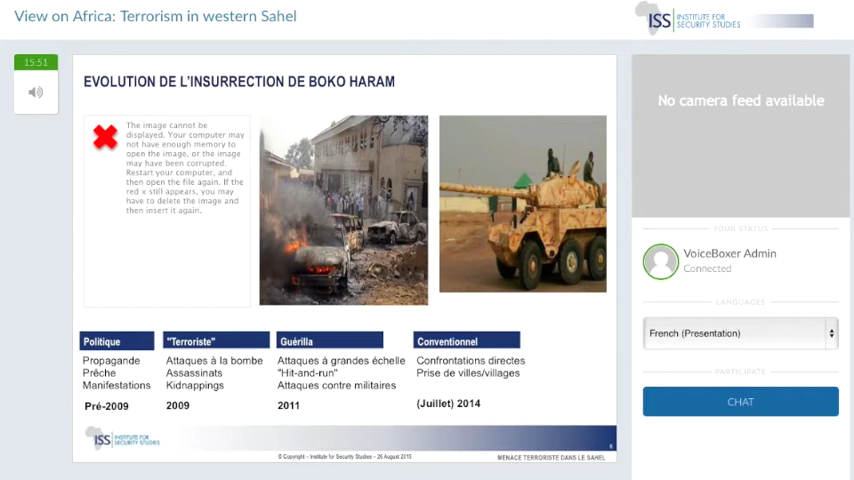 View on Africa: Terrorism in western Sahel
ISS INSTITUTE FOR
SECURITY STUDIES
15:51
EVOLUTION DE L'INSURRECTION DE BOKO HARAM
The image cannot be
displayed. Your computer may
not have enough memory to
open the image, or the image
may have been corrupted.
Restart your computer, and
then open the file again. If the
red x still appears, you may
have to delete the image and
then insert it again.
No camera feed available
YOUR STATUS
VoiceBoxer Admin
Connected
LANGUAGES
French (Presentation)
PARTICIPATE
CHAT
Politique
Propagande
Prêche
Manifestations
Pré-2009
"Terroriste"
Attaques à la bombe
Assassinats
Kidnappings
2009
Guérilla
Attaques à grandes échelle
"Hit-and-run"
Attaques contre militaires
2011
Conventionnel
Confrontations directes
Prise de villes/villages
(Juillet) 2014
ISS INSTITUTE FOR
SECURITY STUDIES
6
© Copyright – Institute for Security Studies – 26 August 2015
MENACE TERRORISTE DANS LE SAHEL